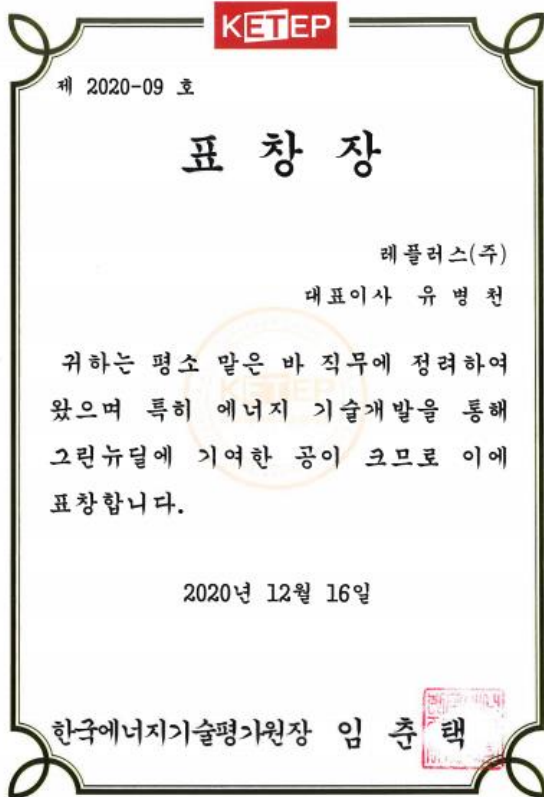 KETEP
제 2020-09 호
표 창 장
레플러스(주)
대표이사 유 병 천
귀하는 평소 맡은 바 직무에 정려하여
왔으며 특히 에너지 기술개발을 통해
그린뉴딜에 기여한 공이 크므로 이에
표창합니다.
2020년 12월 16일
한국에너지기술평가원장 임 춘 택